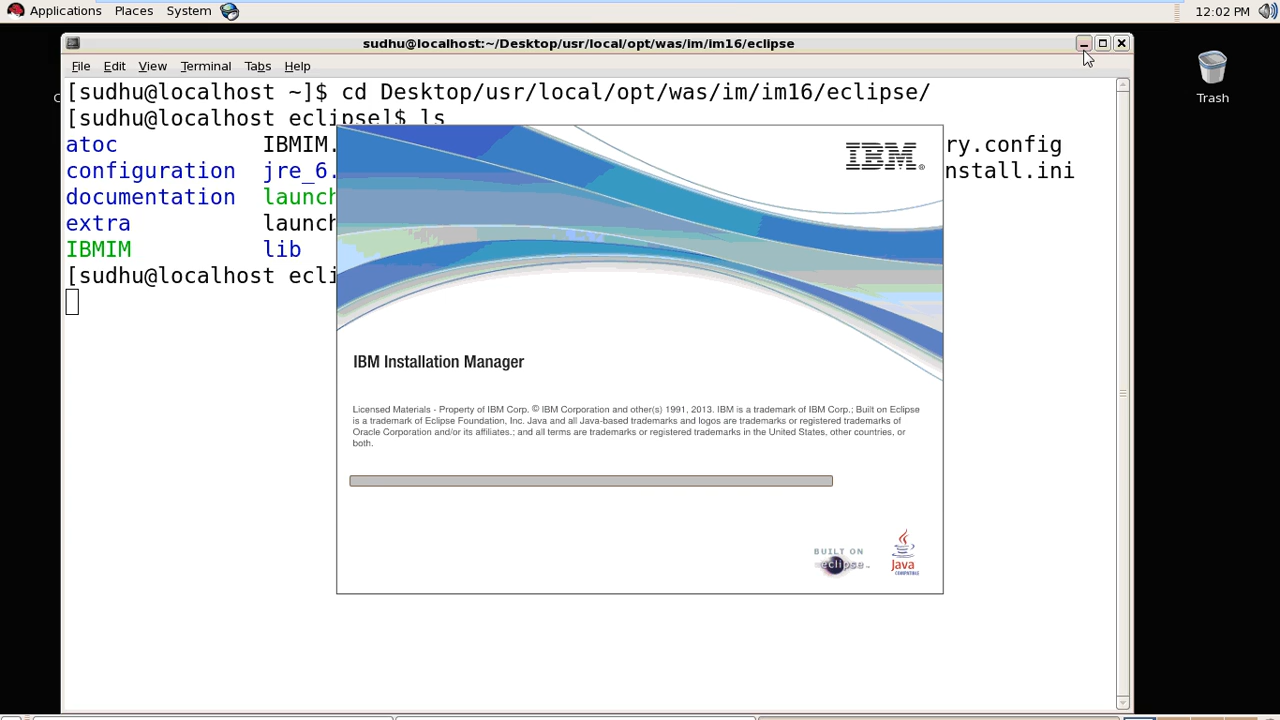 Applications Places System 12:02 PM
sudhu@localhost:~/Desktop/usr/local/opt/was/im/im16/eclipse
File Edit View Terminal Tabs Help
[sudhu@localhost ~]$ cd Desktop/usr/local/opt/was/im/im16/eclipse/
[sudhu@localhost eclipse]$ ls
atoc IBMIM. ry.config
configuration jre_6. nstall.ini
documentation launch
extra launch
IBMIM lib
[sudhu@localhost ecli
Trash
IBM®
IBM Installation Manager
Licensed Materials - Property of IBM Corp. © IBM Corporation and other(s) 1991, 2013. IBM is a trademark of IBM Corp.; Built on Eclipse
is a trademark of Eclipse Foundation, Inc. Java and all Java-based trademarks and logos are trademarks or registered trademarks of
Oracle Corporation and/or its affiliates.; and all terms are trademarks or registered trademarks in the United States, other countries, or
both.
BUILT ON
eclipse™
Java
COMPATIBLE